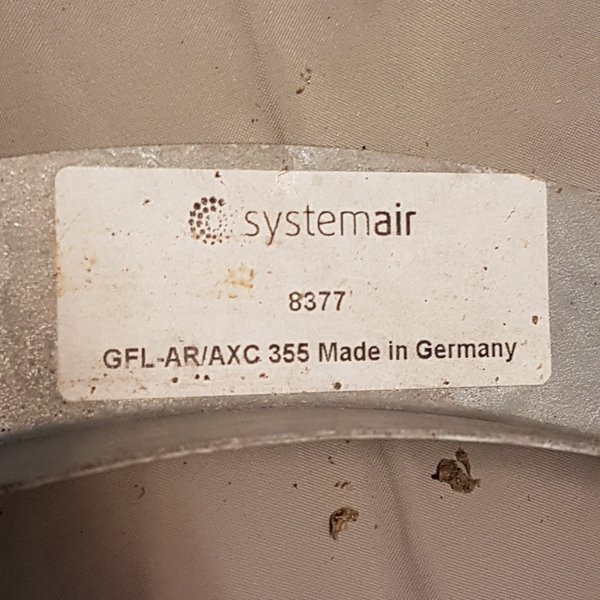 systemair
8377
GFL-AR/AXC 355 Made in Germany